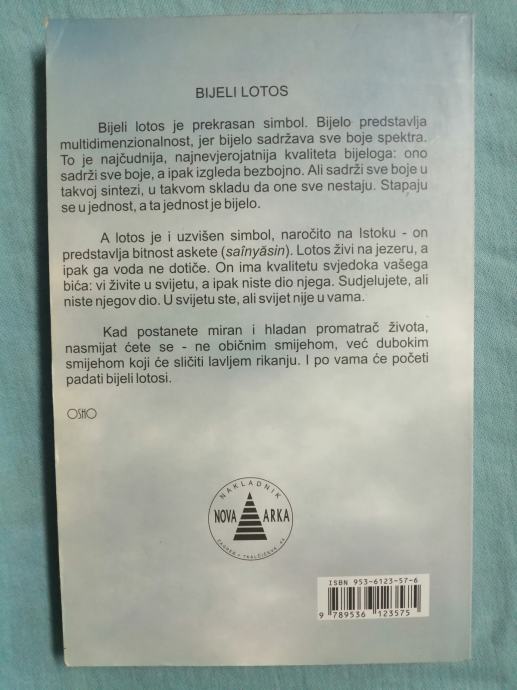 BIJELI LOTOS
Bijeli lotos je prekrasan simbol. Bijelo predstavlja
multidimenzionalnost, jer bijelo sadržava sve boje spektra.
To je najčudnija, najnevjerojatnija kvaliteta bijeloga: ono
sadrži sve boje, a ipak izgleda bezbojno. Ali sadrži sve boje u
takvoj sintezi, u takvom skladu da one sve nestaju. Stapaju
se u jednost, a ta jednost je bijelo.
A lotos je i uzvišen simbol, naročito na Istoku - on
predstavlja bitnost askete (saînyāsin). Lotos živi na jezeru, a
ipak ga voda ne dotiče. On ima kvalitetu svjedoka vašega
bića: vi živite u svijetu, a ipak niste dio njega. Sudjelujete, ali
niste njegov dio. U svijetu ste, ali svijet nije u vama.
Kad postanete miran i hladan promatrač života,
nasmijat ćete se - ne običnim smijehom, već dubokim
smijehom koji će sličiti lavljem rikanju. I po vama će početi
padati bijeli lotosi.
OSHO
NAKLADNIK
NOVA ARKA
ZAGREB • TKALČIĆEVA
ISBN 953-6123-57-6
9 789536 123575